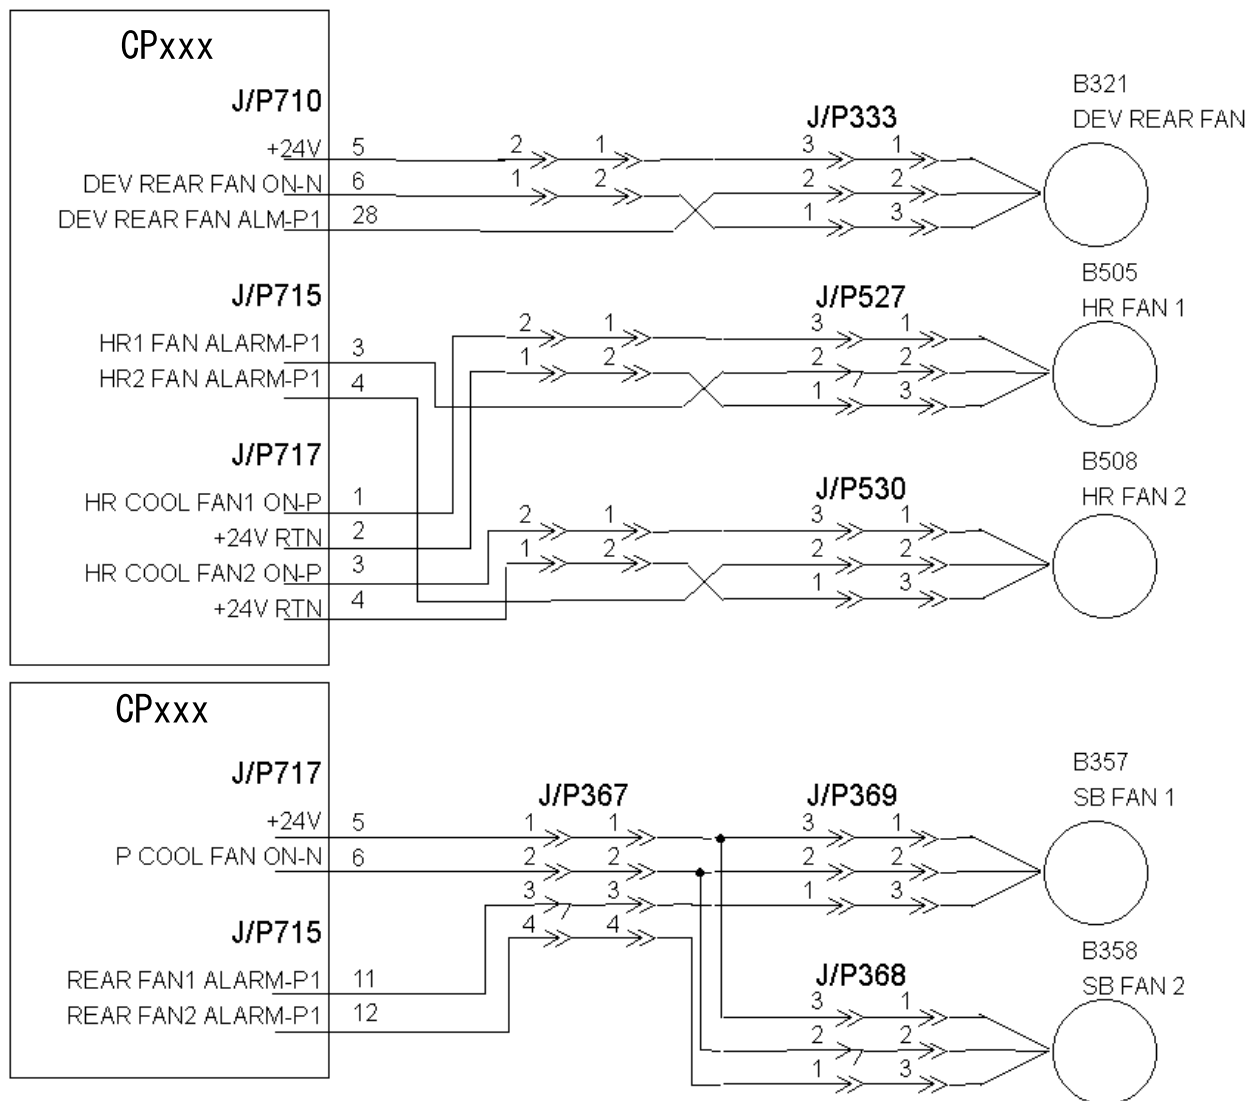 CPxxx
J/P710
J/P333
B321
DEV REAR FAN
+24V 5 2 1 3 1
DEV REAR FAN ON-N 6 1 2 2 2
DEV REAR FAN ALM-P1 28 1 3
B505
HR FAN 1
J/P715
J/P527
HR1 FAN ALARM-P1 3 2 1 3 1
HR2 FAN ALARM-P1 4 1 2 2 2
1 3
J/P717
J/P530
B508
HR FAN 2
HR COOL FAN1 ON-P 1
+24V RTN 2 2 1 3 1
HR COOL FAN2 ON-P 3 1 2 2 2
+24V RTN 4 1 3
CPxxx
J/P717
J/P367
J/P369
B357
SB FAN 1
+24V 5 1 1 3 1
P COOL FAN ON-N 6 2 2 2 2
3 3 1 3
J/P715
4 4
B358
SB FAN 2
J/P368
REAR FAN1 ALARM-P1 11
REAR FAN2 ALARM-P1 12
3 1
2 2
1 3